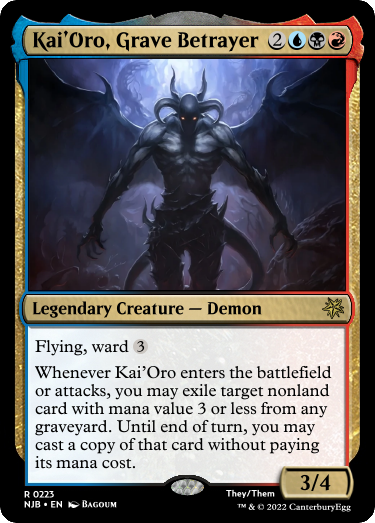 Kai'Oro, Grave Betrayer 2
Legendary Creature — Demon
Flying, ward 3
Whenever Kai'Oro enters the battlefield
or attacks, you may exile target nonland
card with mana value 3 or less from any
graveyard. Until end of turn, you may
cast a copy of that card without paying
its mana cost.
3/4
R 0223
NJB • EN Bagoum
They/Them
™ & © 2022 CanterburyEgg